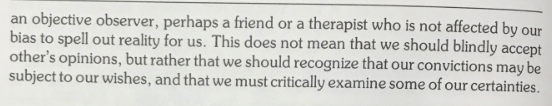 an objective observer, perhaps a friend or a therapist who is not affected by our
bias to spell out reality for us. This does not mean that we should blindly accept
other's opinions, but rather that we should recognize that our convictions may be
subject to our wishes, and that we must critically examine some of our certainties.